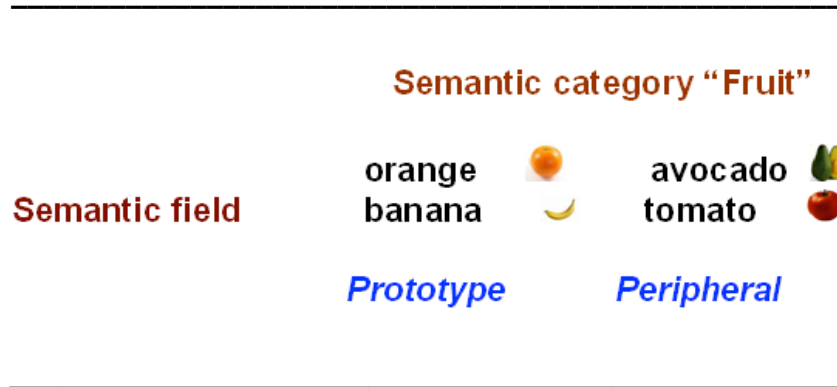 Semantic category “Fruit”
orange avocado
Semantic field banana tomato
Prototype Peripheral